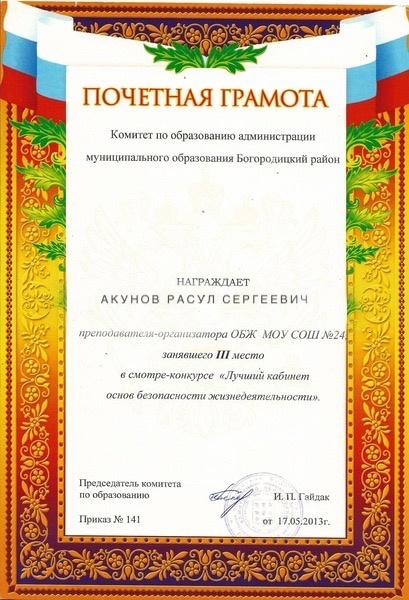 ПОЧЕТНАЯ ГРАМОТА
Комитет по образованию администрации
муниципального образования Богородицкий район
НАГРАЖДАЕТ
АКУНОВ РАСУЛ СЕРГЕЕВИЧ
преподавателя-организатора ОБЖ МОУ СОШ №24,
занявшего III место
в смотре-конкурсе «Лучший кабинет
основ безопасности жизнедеятельности».
Председатель комитета
по образованию И. П. Гайдак
Приказ № 141 от 17.05.2013г.